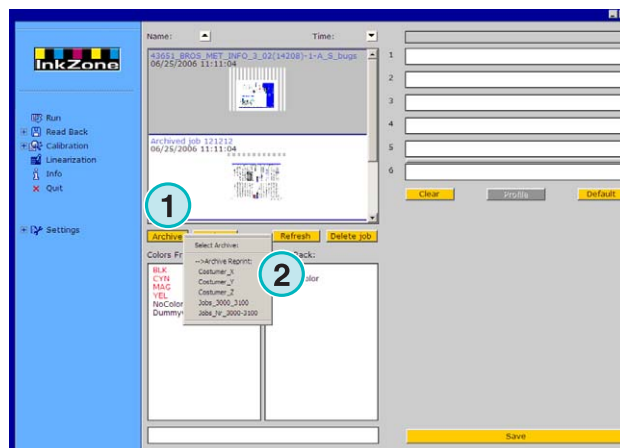 InkZone
Run
Read Back
Calibration
Linearization
Info
Quit
Settings
Name:
Time:
43651_BROS_MET_INFO_3_02(14208)-1-A_S_bugs
06/25/2006 11:11:04
Archived job 121212
06/25/2006 11:11:04
1
Archive
Refresh
Delete job
Select Archive:
-->Archive Reprint:
Costumer_X
Costumer_Y
Costumer_Z
Jobs_3000_3100
Jobs_Nr_3000-3100
2
Colors Fr
Back:
BLK
CYN
MAG
YEL
NoColor
Dummy
olor
1
2
3
4
5
6
Clear
Profile
Default
Save